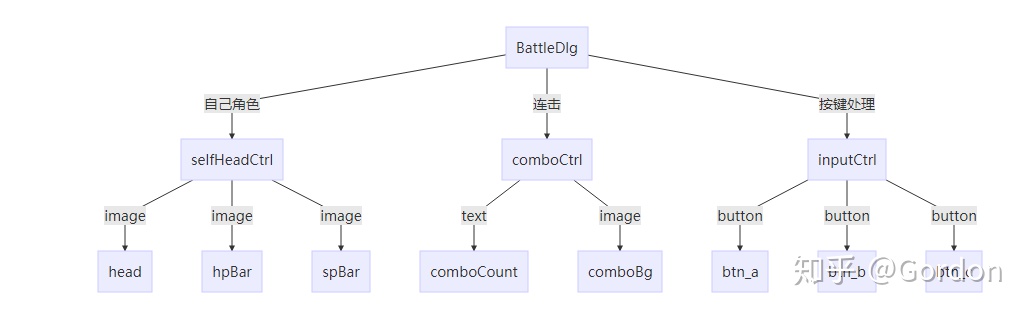 BattleDlg
自己角色
连击
按键处理
selfHeadCtrl
comboCtrl
inputCtrl
image
image
image
text
image
button
button
button
head
hpBar
spBar
comboCount
comboBg
btn_a
btn_b
知乎 @Gordon